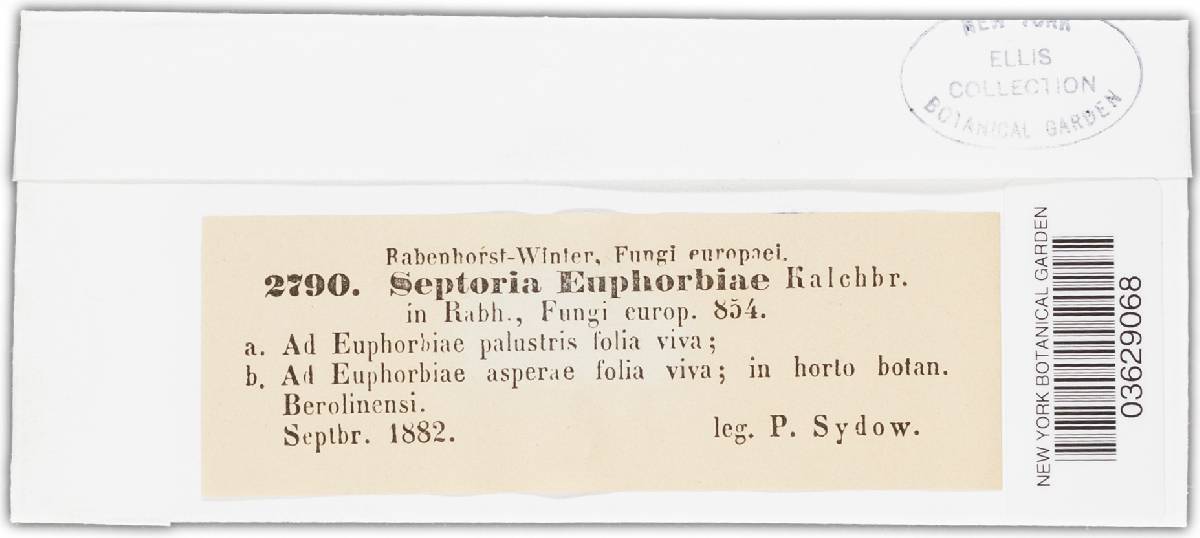 NEW YORK
ELLIS
COLLECTION
BOTANICAL GARDEN
Rabenhorst-Winter, Fungi europaei.
2790. Septoria Euphorbiae Kalchbr.
in Rabh., Fungi europ. 854.
a. Ad Euphorbiae palustris folia viva;
b. Ad Euphorbiae asperae folia viva; in horto botan.
Berolinensi.
Septbr. 1882. leg. P. Sydow.
NEW YORK BOTANICAL GARDEN
03629068